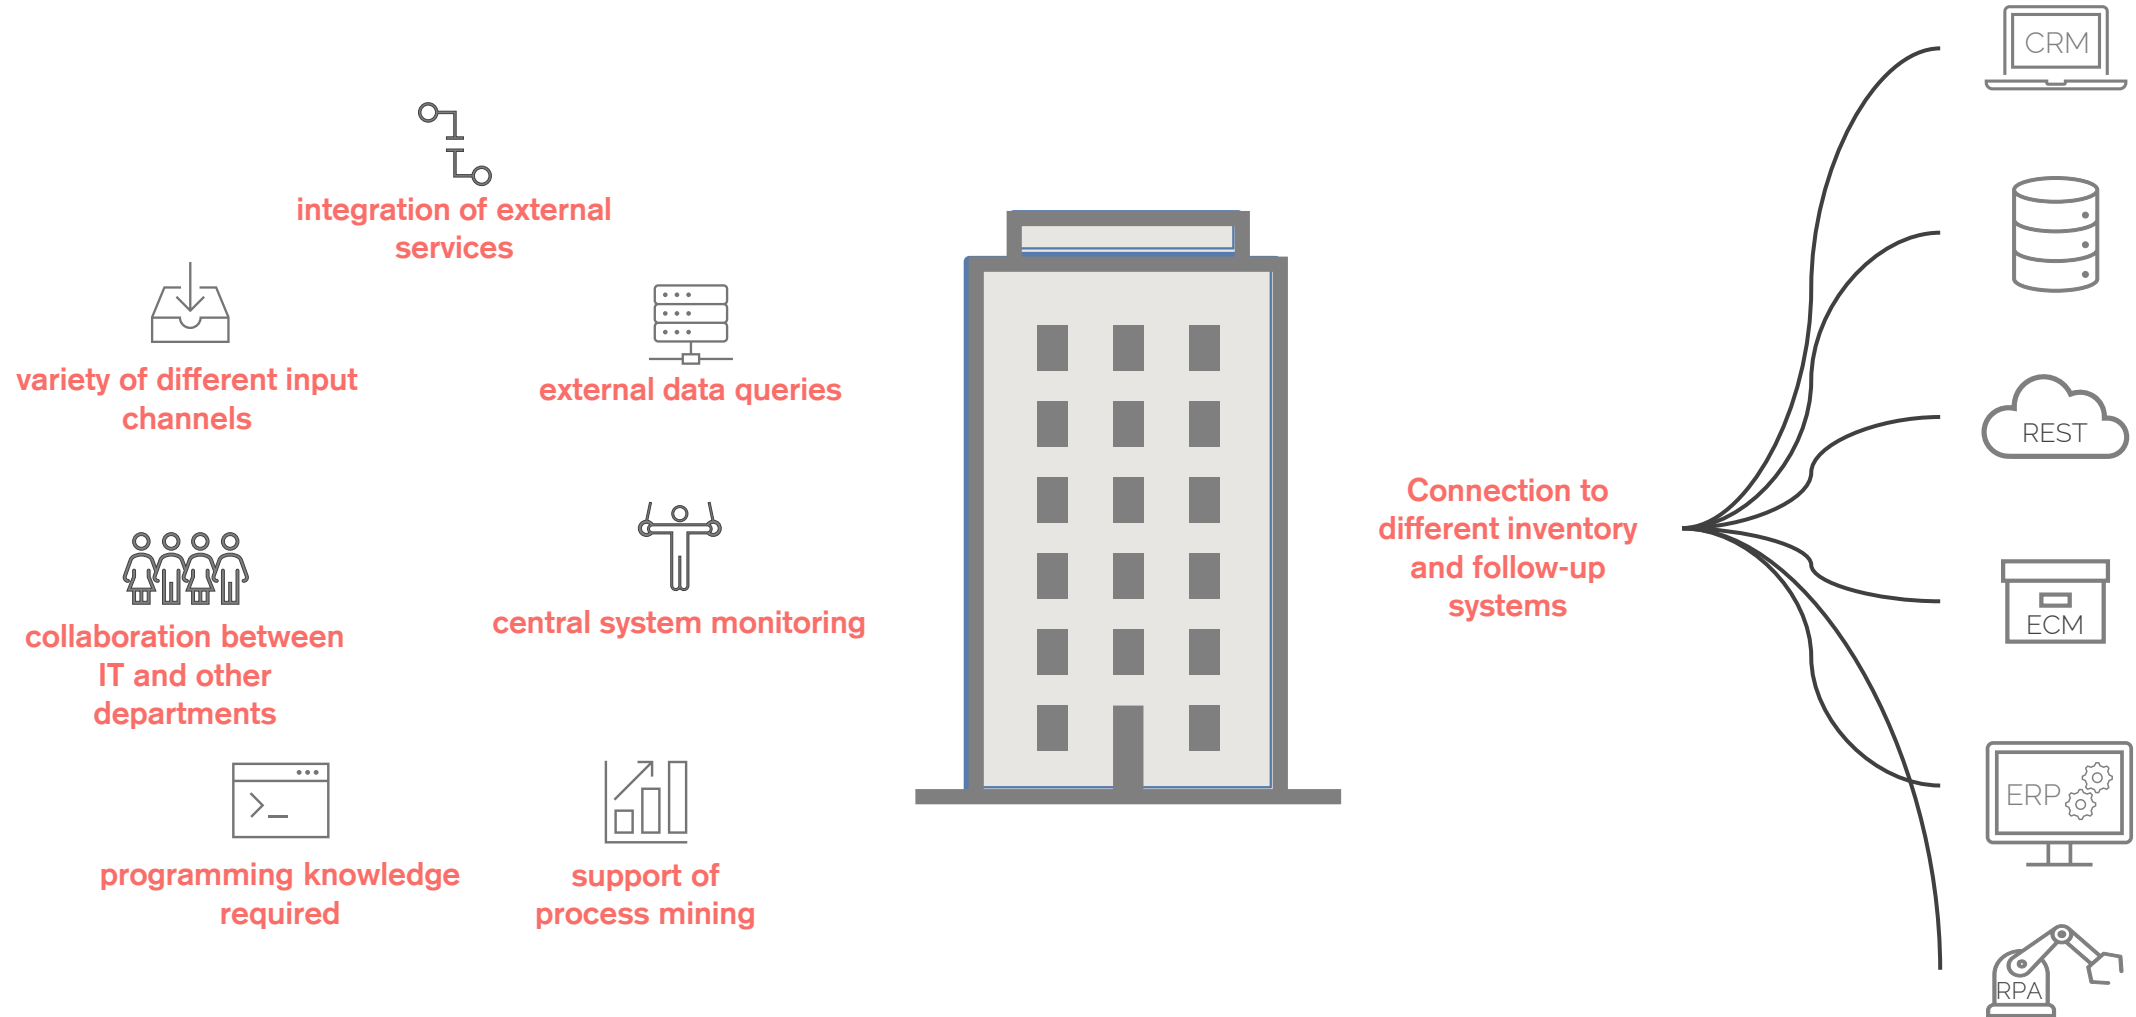 integration of external
services
variety of different input
channels
external data queries
collaboration between
IT and other
departments
central system monitoring
programming knowledge
required
support of
process mining
Connection to
different inventory
and follow-up
systems
CRM
REST
ECM
ERP
RPA